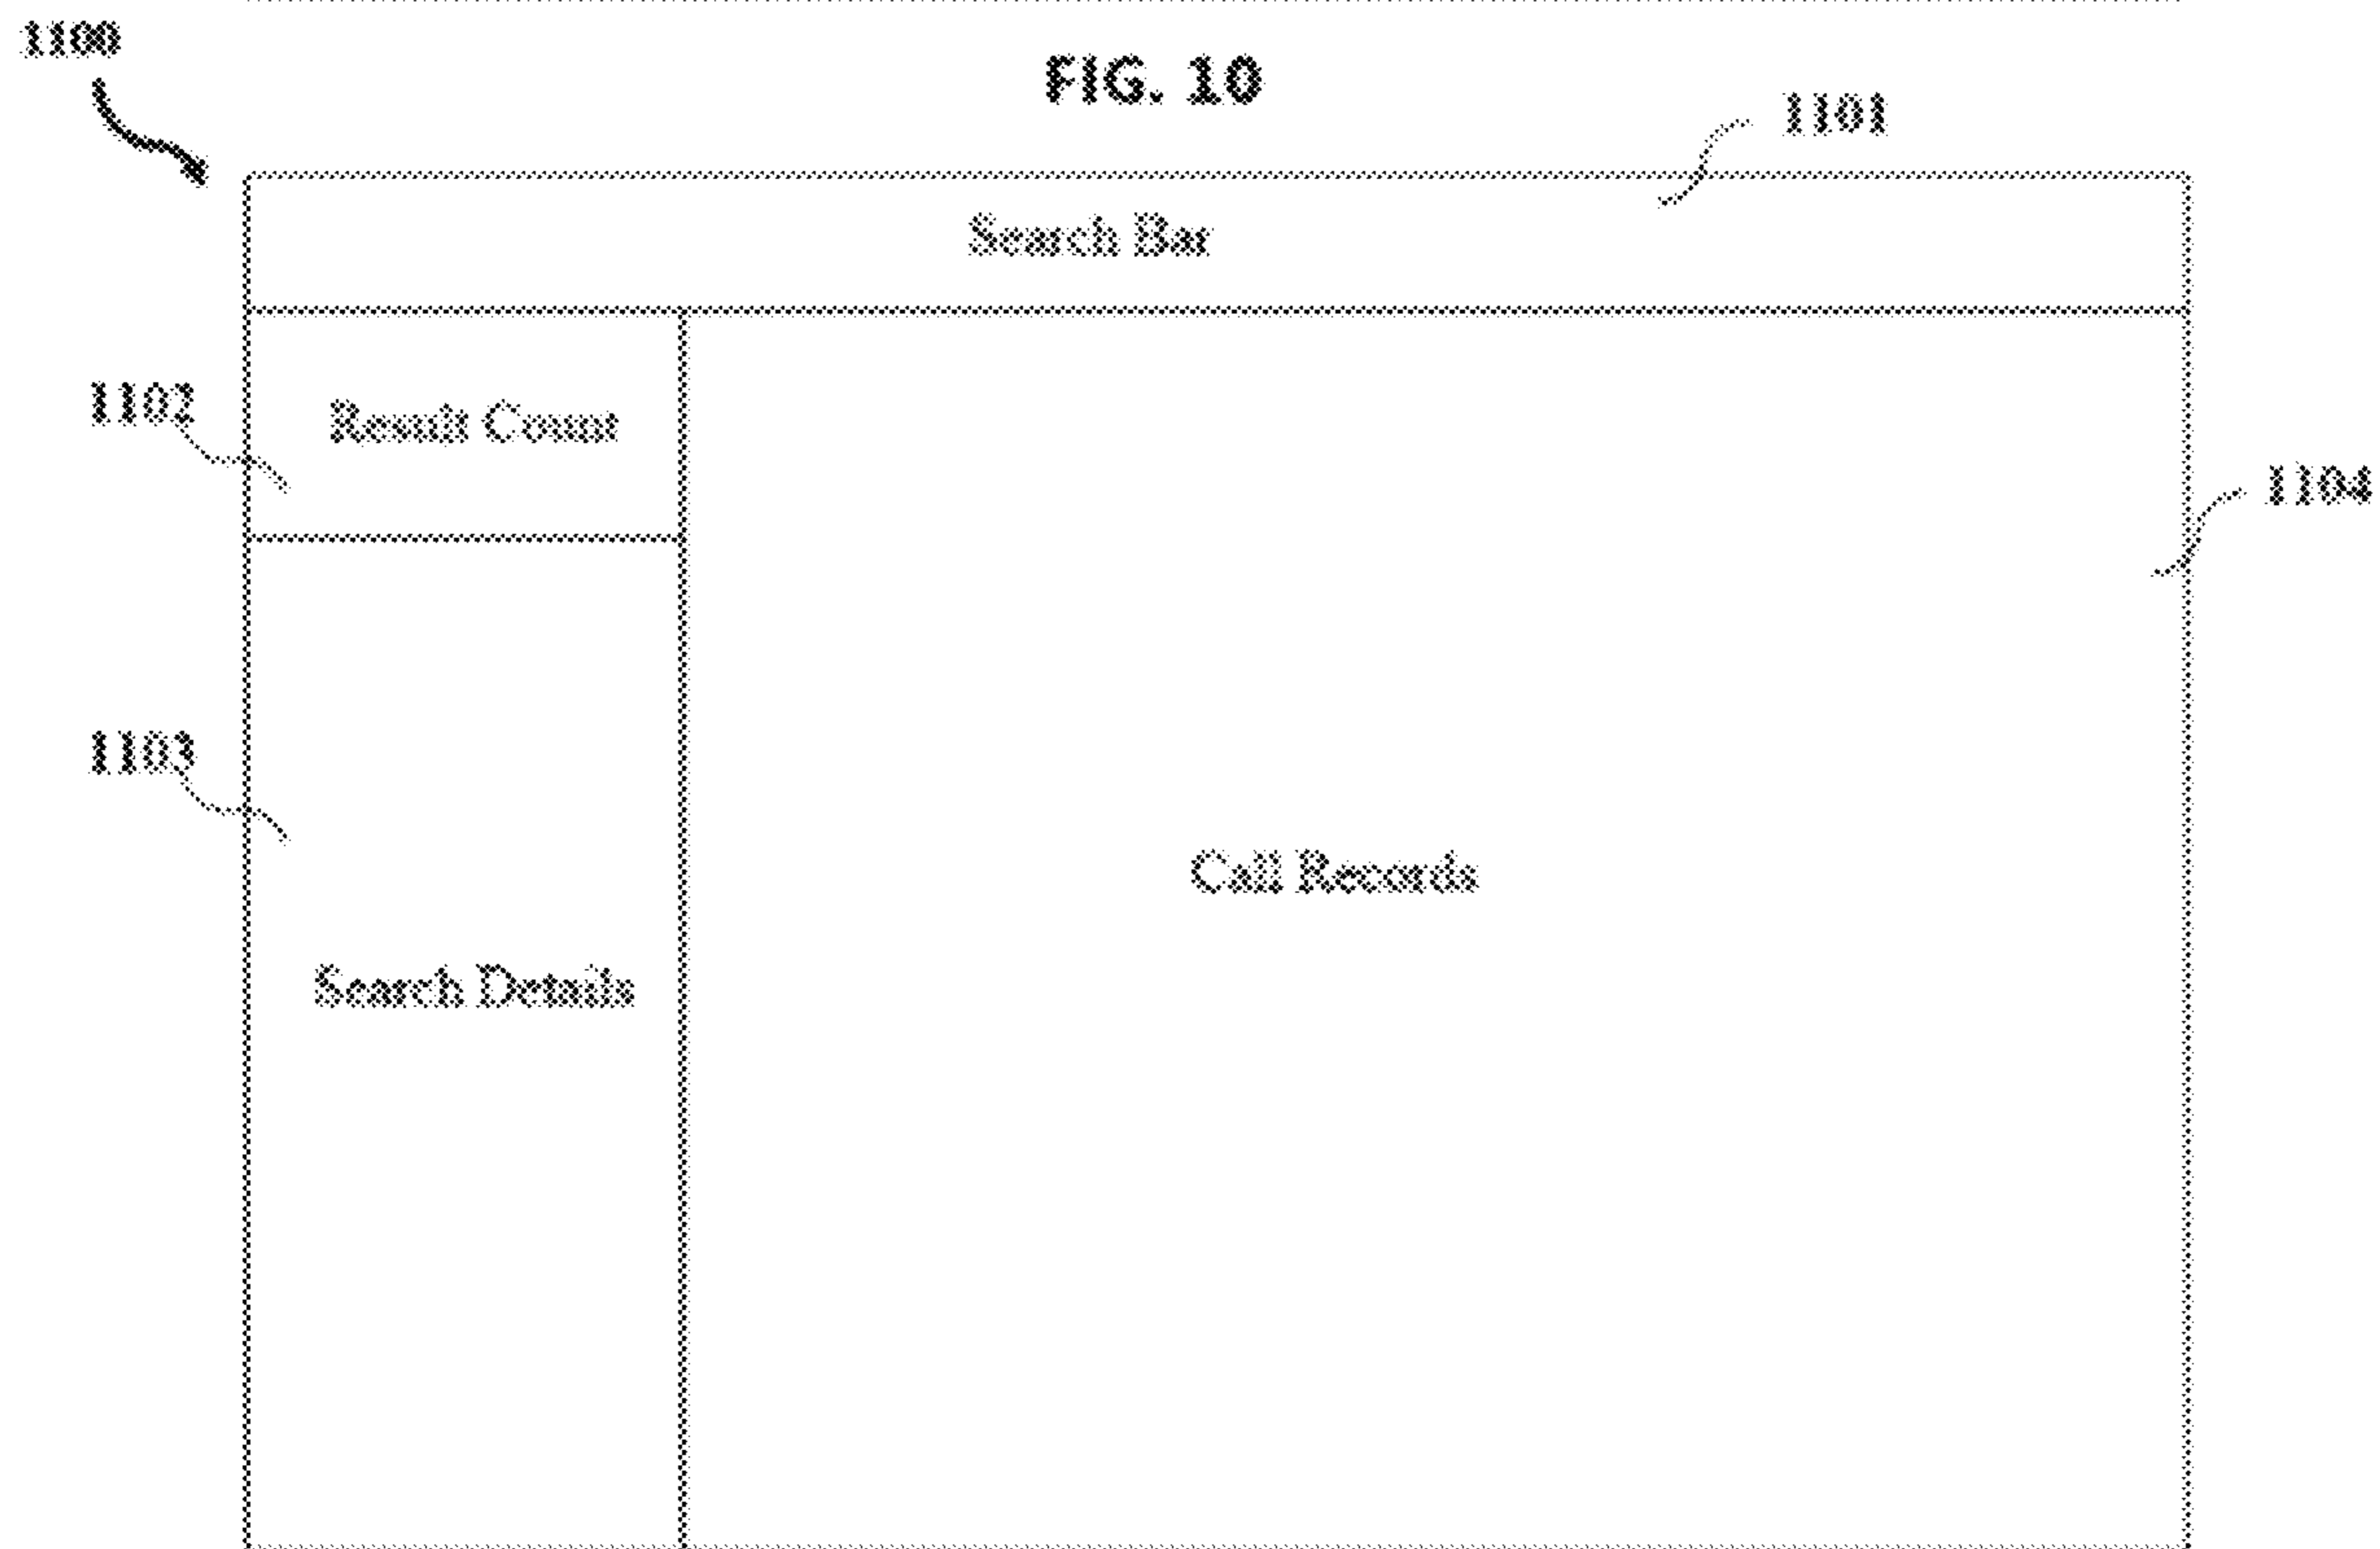 1100
FIG. 10
1101
Search Bar
1102
Result Count
1104
1103
Call Records
Search Details